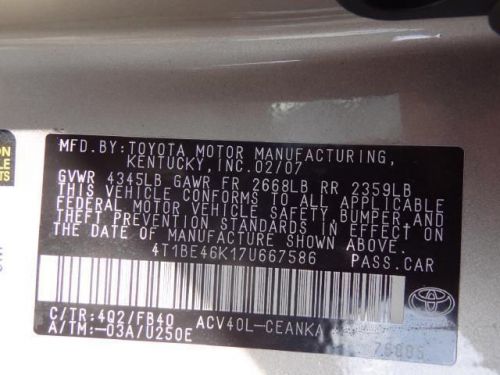 MFD.BY:TOYOTA MOTOR MANUFACTURING,
KENTUCKY, INC.02/07
GVWR 4345LB GAWR FR 2668LB RR 2359LB
THIS VEHICLE CONFORMS TO ALL APPLICABLE
FEDERAL MOTOR VEHICLE SAFETY, BUMPER, AND
THEFT PREVENTION STANDARDS IN EFFECT ON
THE DATE OF MANUFACTURE SHOWN ABOVE.
4T1BE46K17U667586 PASS.CAR
C/TR:4Q2/FB40 ACV40L-CEANKA
A/TM:-03A/U250E
TOYOTA